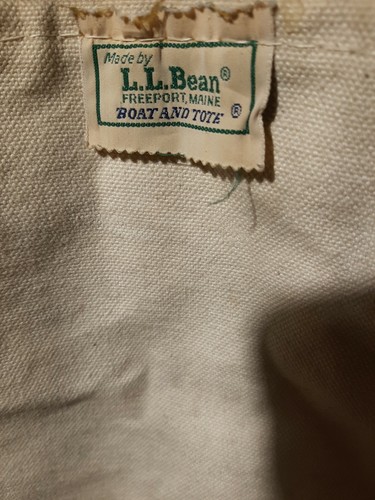 Made by
L.L.Bean®
FREEPORT, MAINE
BOAT AND TOTE ®